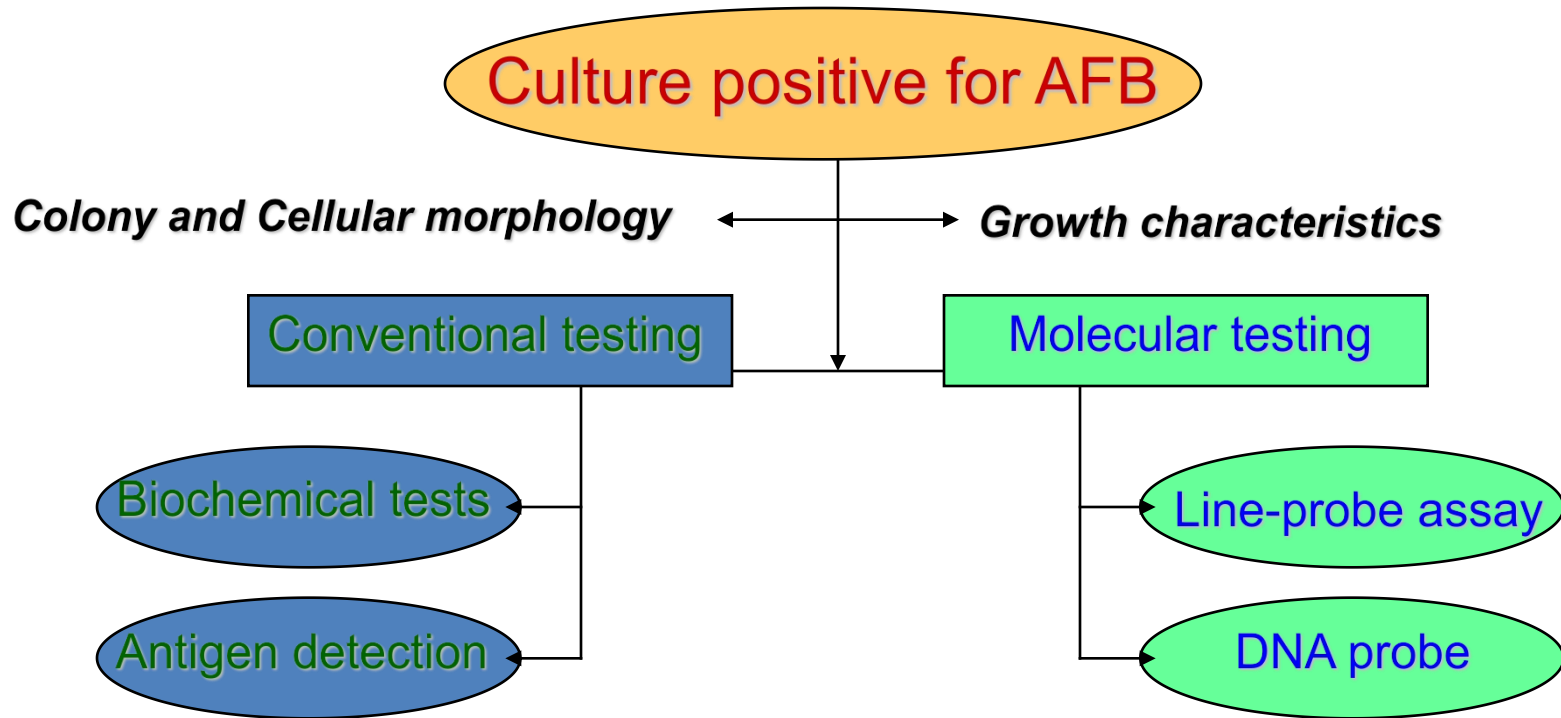 Culture positive for AFB
Colony and Cellular morphology
Growth characteristics
Conventional testing
Molecular testing
Biochemical tests
Line-probe assay
Antigen detection
DNA probe